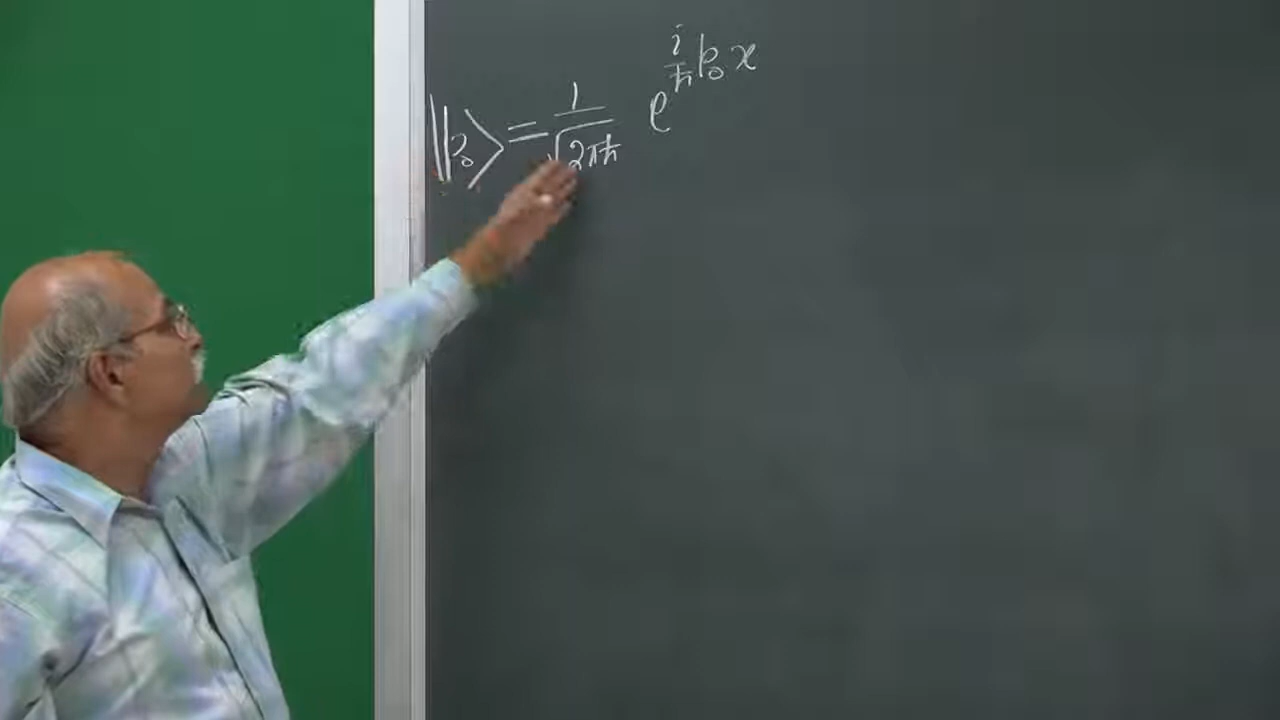 |p₀⟩ = 1/√(2πħ) e^{i/ħ p₀ x}